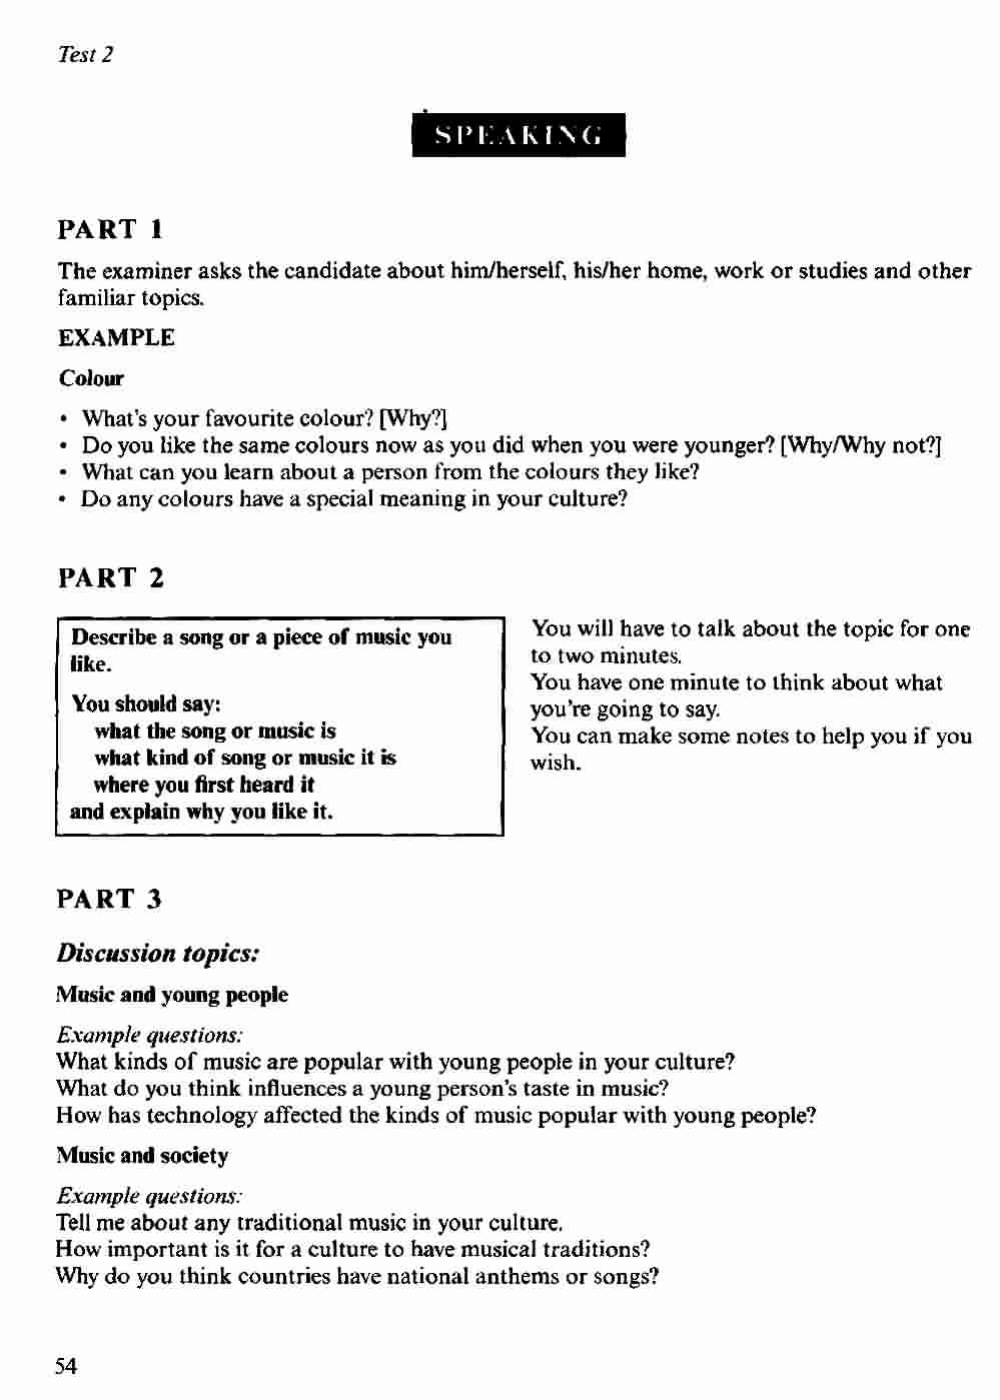 Test 2
SPEAKING
PART 1
The examiner asks the candidate about him/herself, his/her home, work or studies and other
familiar topics.
EXAMPLE
Colour
• What's your favourite colour? [Why?]
• Do you like the same colours now as you did when you were younger? [Why/Why not?]
• What can you learn about a person from the colours they like?
• Do any colours have a special meaning in your culture?
PART 2
Describe a song or a piece of music you
like.
You should say:
what the song or music is
what kind of song or music it is
where you first heard it
and explain why you like it.
You will have to talk about the topic for one
to two minutes.
You have one minute to think about what
you're going to say.
You can make some notes to help you if you
wish.
PART 3
Discussion topics:
Music and young people
Example questions:
What kinds of music are popular with young people in your culture?
What do you think influences a young person's taste in music?
How has technology affected the kinds of music popular with young people?
Music and society
Example questions:
Tell me about any traditional music in your culture.
How important is it for a culture to have musical traditions?
Why do you think countries have national anthems or songs?
54